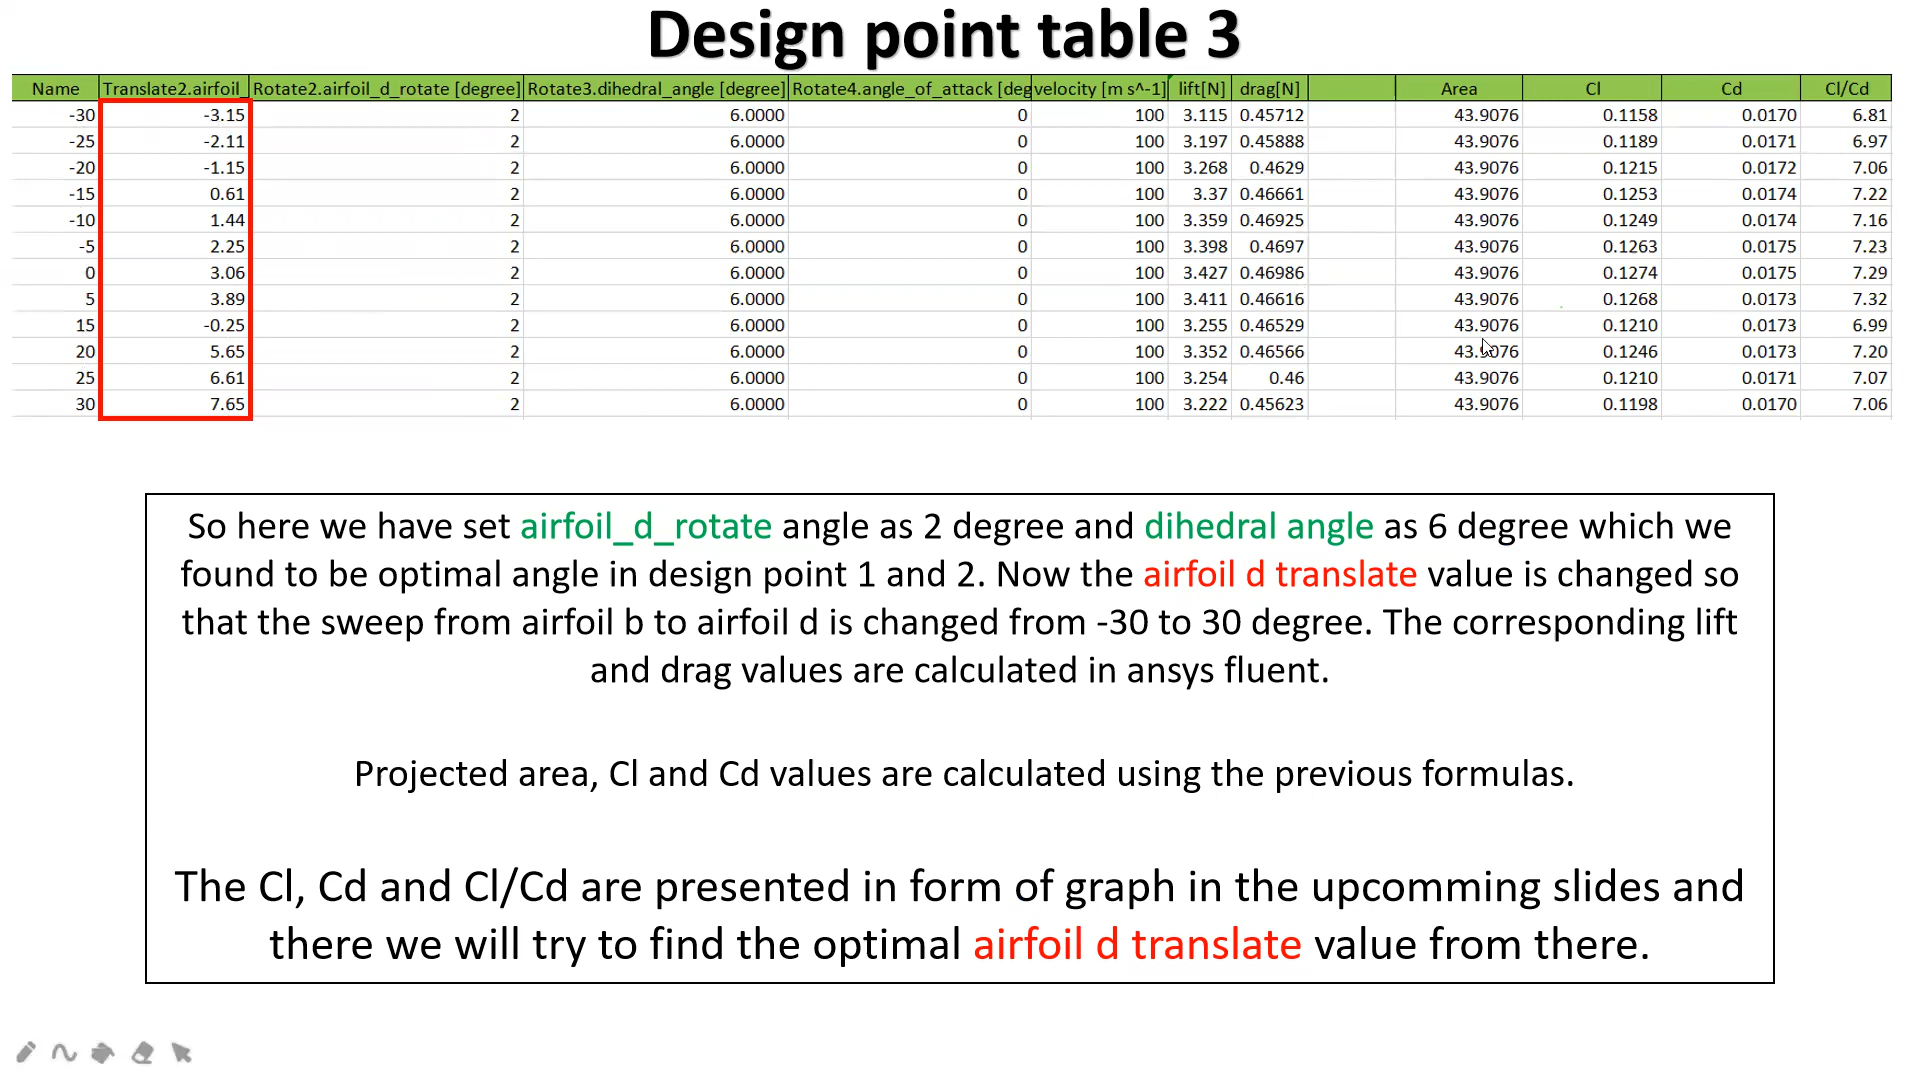 Design point table 3
Name Translate2.airfoil_ Rotate2.airfoil_d_rotate [degree] Rotate3.dihedral_angle [degree] Rotate4.angle_of_attack [deg velocity [m s^-1] lift[N] drag[N] Area Cl Cd Cl/Cd
-30 -3.15 2 6.0000 0 100 3.115 0.45712 43.9076 0.1158 0.0170 6.81
-25 -2.11 2 6.0000 0 100 3.197 0.45888 43.9076 0.1189 0.0171 6.97
-20 -1.15 2 6.0000 0 100 3.268 0.4629 43.9076 0.1215 0.0172 7.06
-15 0.61 2 6.0000 0 100 3.37 0.46661 43.9076 0.1253 0.0174 7.22
-10 1.44 2 6.0000 0 100 3.359 0.46925 43.9076 0.1249 0.0174 7.16
-5 2.25 2 6.0000 0 100 3.398 0.4697 43.9076 0.1263 0.0175 7.23
0 3.06 2 6.0000 0 100 3.427 0.46986 43.9076 0.1274 0.0175 7.29
5 3.89 2 6.0000 0 100 3.411 0.46616 43.9076 0.1268 0.0173 7.32
15 -0.25 2 6.0000 0 100 3.255 0.46529 43.9076 0.1210 0.0173 6.99
20 5.65 2 6.0000 0 100 3.352 0.46566 43.9076 0.1246 0.0173 7.20
25 6.61 2 6.0000 0 100 3.254 0.46 43.9076 0.1210 0.0171 7.07
30 7.65 2 6.0000 0 100 3.222 0.45623 43.9076 0.1198 0.0170 7.06
So here we have set airfoil_d_rotate angle as 2 degree and dihedral angle as 6 degree which we
found to be optimal angle in design point 1 and 2. Now the airfoil d translate value is changed so
that the sweep from airfoil b to airfoil d is changed from -30 to 30 degree. The corresponding lift
and drag values are calculated in ansys fluent.
Projected area, Cl and Cd values are calculated using the previous formulas.
The Cl, Cd and Cl/Cd are presented in form of graph in the upcomming slides and
there we will try to find the optimal airfoil d translate value from there.